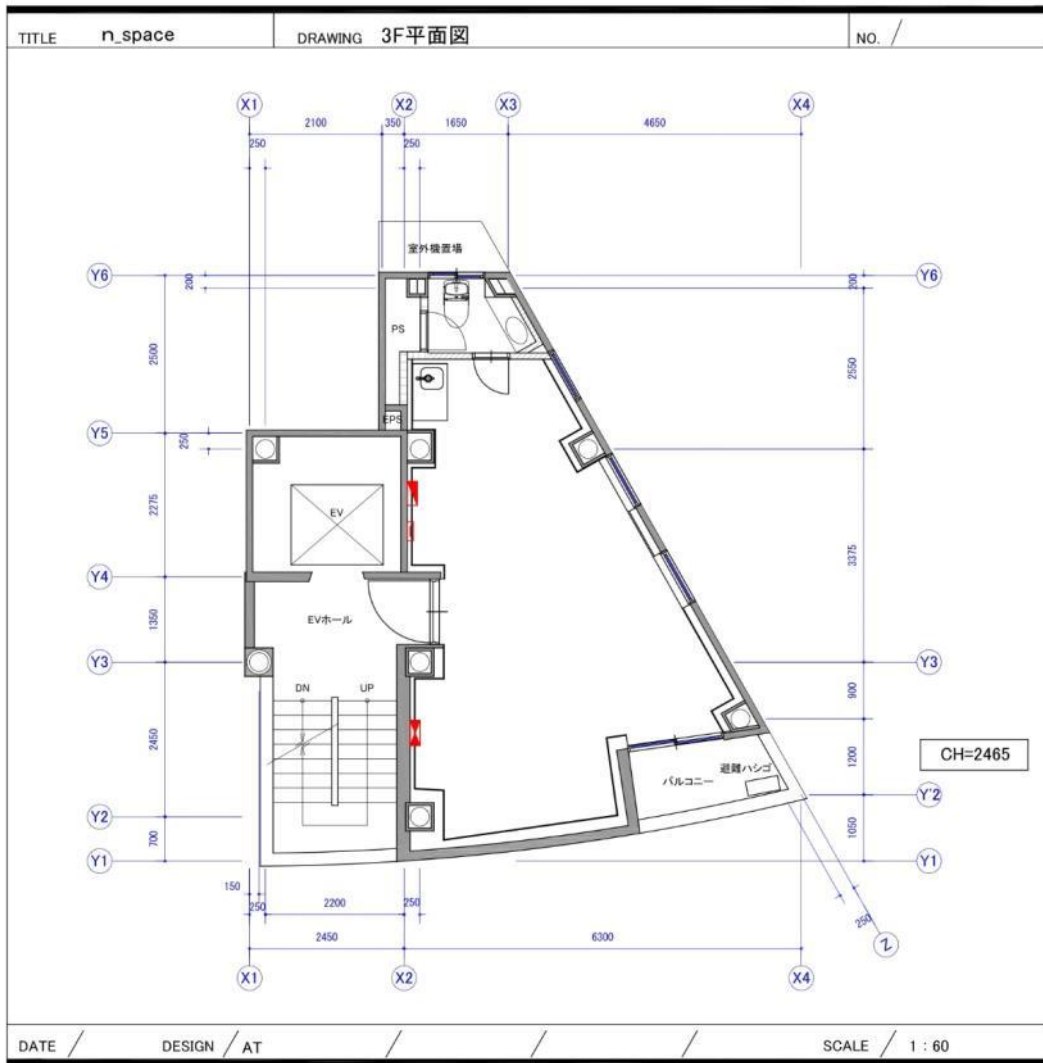 TITLE n_space DRAWING 3F平面図 NO.
X1 X2 X3 X4
2100 350 1650 4650
250 250
室外機置場
Y6 Y6
200 200
PS
2500 2550
EPS
Y5
250
2275
EV
3375
Y4
1350
EVホール
Y3 Y3
DN UP
900
2450
1200
CH=2465
バルコニー 避難ハシゴ
Y2 Y'2
700 1050
Y1 Y1
150
250 2200 250
250
2450 6300
Z
X1 X2 X4
DATE DESIGN AT SCALE 1 : 60